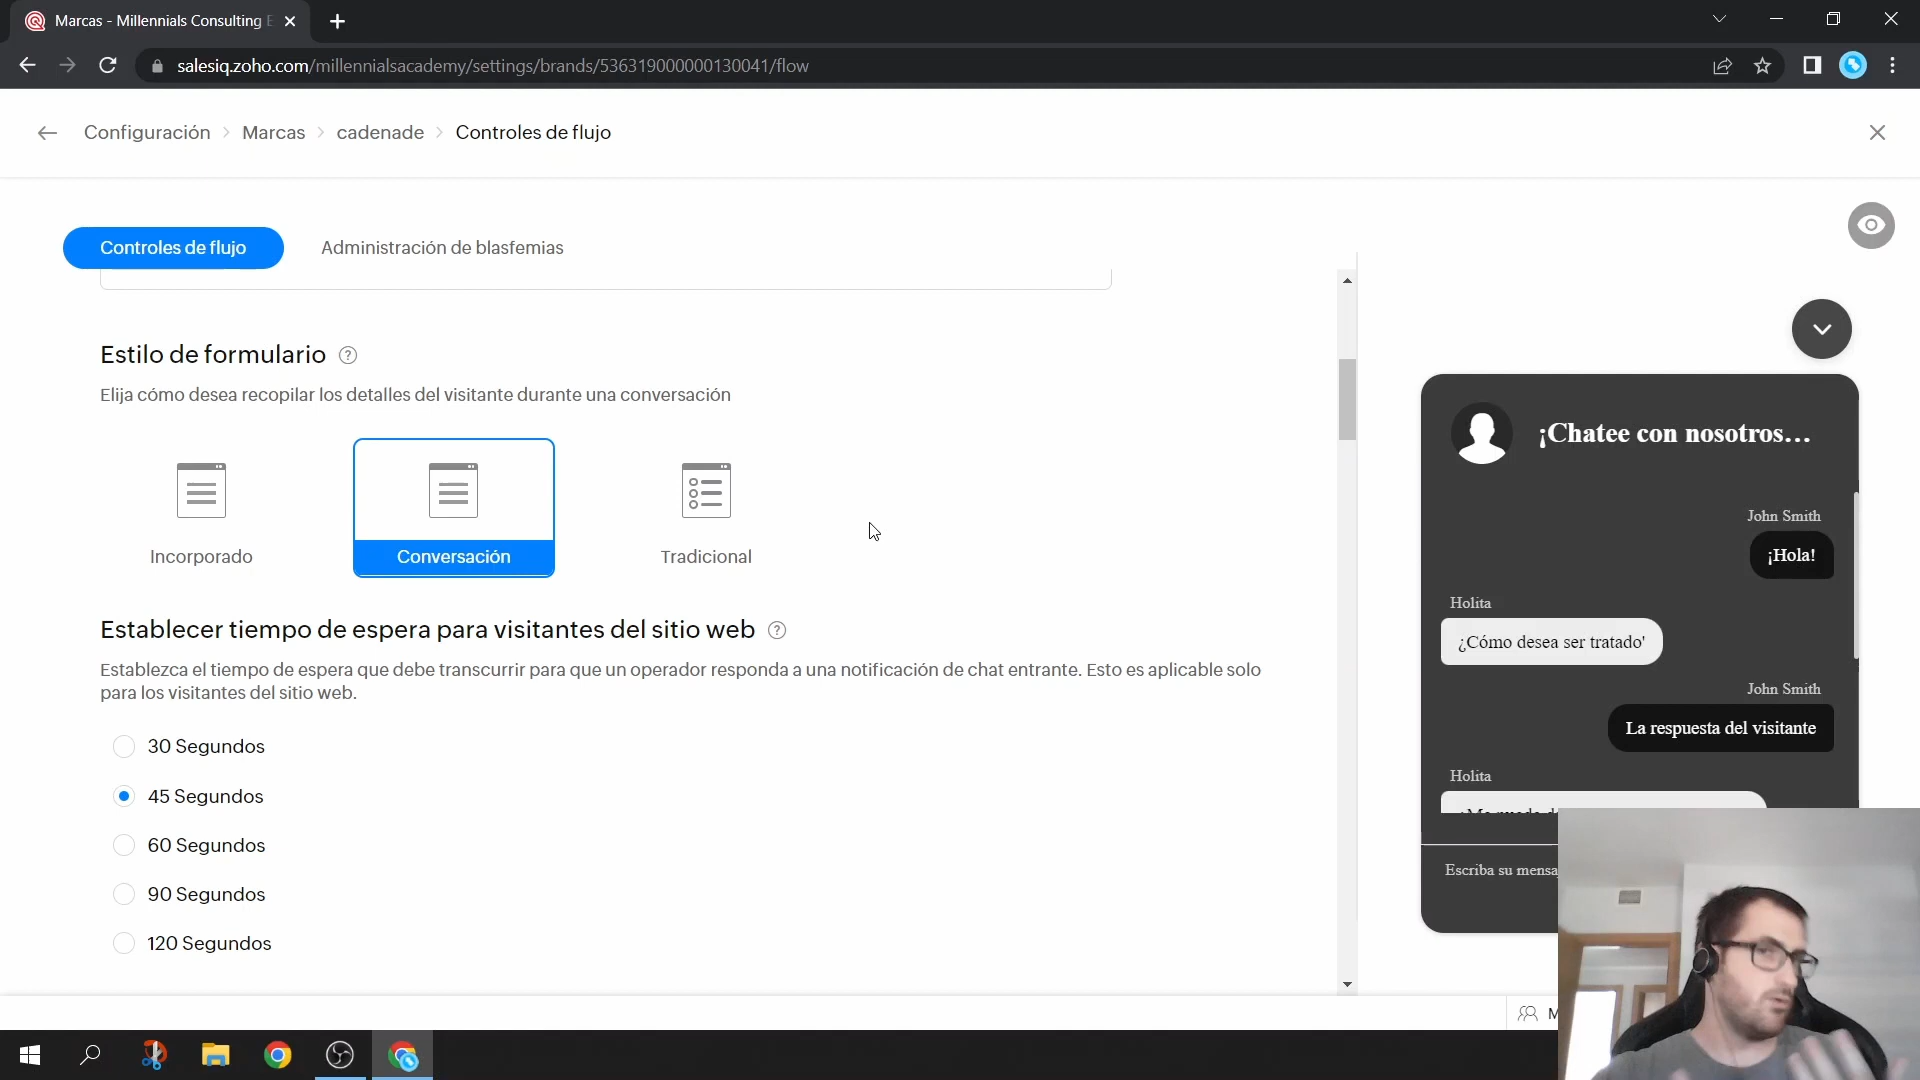 Marcas - Millennials Consulting E
salesiq.zoho.com/millennialsacademy/settings/brands/536319000000130041/flow
Configuración > Marcas > cadenade > Controles de flujo
Controles de flujo
Administración de blasfemias
Estilo de formulario ?
Elija cómo desea recopilar los detalles del visitante durante una conversación
Incorporado
Conversación
Tradicional
Establecer tiempo de espera para visitantes del sitio web ?
Establezca el tiempo de espera que debe transcurrir para que un operador responda a una notificación de chat entrante. Esto es aplicable solo
para los visitantes del sitio web.
30 Segundos
45 Segundos
60 Segundos
90 Segundos
120 Segundos
¡Chatee con nosotros...
John Smith
¡Hola!
Holita
¿Cómo desea ser tratado'
John Smith
La respuesta del visitante
Holita
Escriba su mensa
M